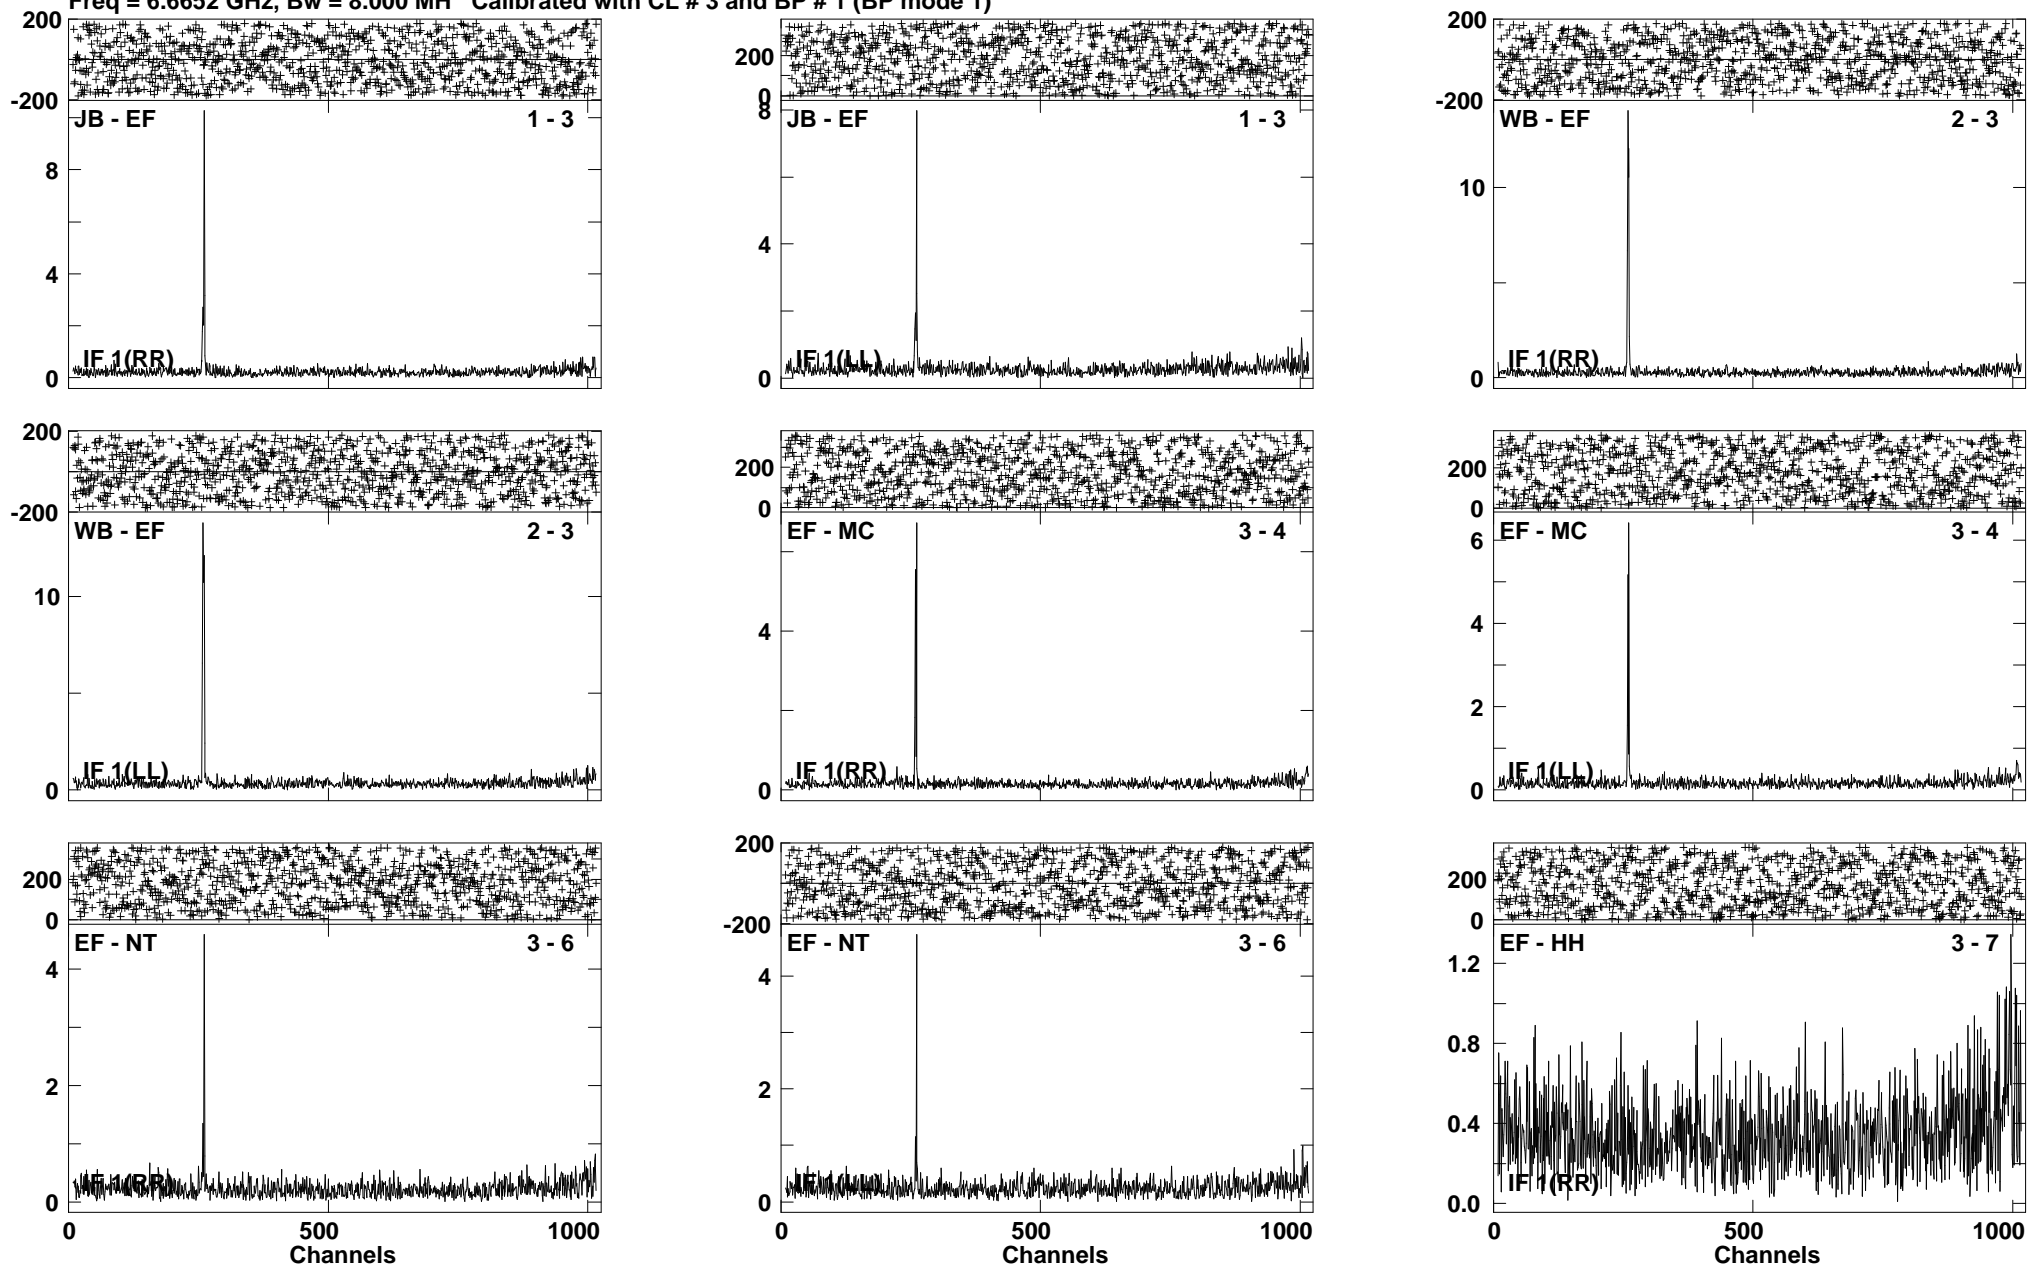 Freq = 6.6652 GHz, Bw = 8.000 MH Calibrated with CL # 3 and BP # 1 (BP mode 1)
200
-200
JB - EF 1 - 3
8
4
0
IF 1(RR)
200
0
8
JB - EF 1 - 3
4
0
IF 1(LL)
200
-200
WB - EF 2 - 3
10
0
IF 1(RR)
200
-200
WB - EF 2 - 3
10
0
IF 1(LL)
200
0
EF - MC 3 - 4
4
0
IF 1(RR)
200
0
EF - MC 3 - 4
6
4
2
0
IF 1(LL)
200
0
EF - NT 3 - 6
4
2
0
IF 1(RR)
0 500 1000
Channels
200
-200
EF - NT 3 - 6
4
2
0
IF 1(LL)
0 500 1000
Channels
200
0
EF - HH 3 - 7
1.2
0.8
0.4
0.0
IF 1(RR)
0 500 1000
Channels